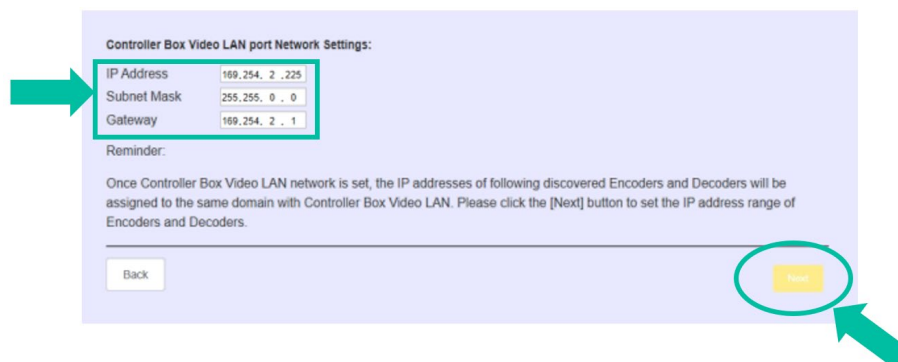 Controller Box Video LAN port Network Settings:
IP Address 169.254. 2 .225
Subnet Mask 255.255. 0 . 0
Gateway 169.254. 2 . 1
Reminder:
Once Controller Box Video LAN network is set, the IP addresses of following discovered Encoders and Decoders will be
assigned to the same domain with Controller Box Video LAN. Please click the [Next] button to set the IP address range of
Encoders and Decoders.
Back Next